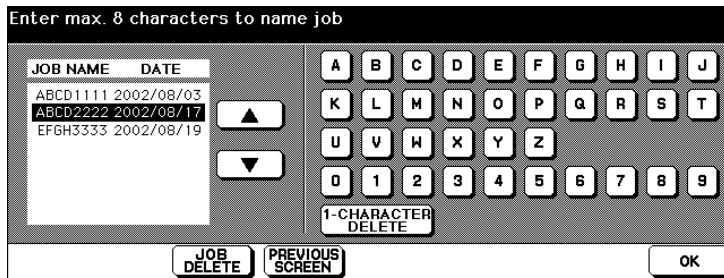 Enter max. 8 characters to name job
JOB NAME DATE
ABCD1111 2002/08/03
ABCD2222 2002/08/17
EFGH3333 2002/08/19
A B C D E F G H I J
K L M N O P Q R S T
U V W X Y Z
0 1 2 3 4 5 6 7 8 9
1-CHARACTER
DELETE
JOB
DELETE
PREVIOUS
SCREEN
OK